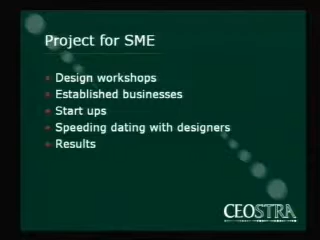 Project for SME
Design workshops
Established businesses
Start ups
Speeding dating with designers
Results
CEOSTRA